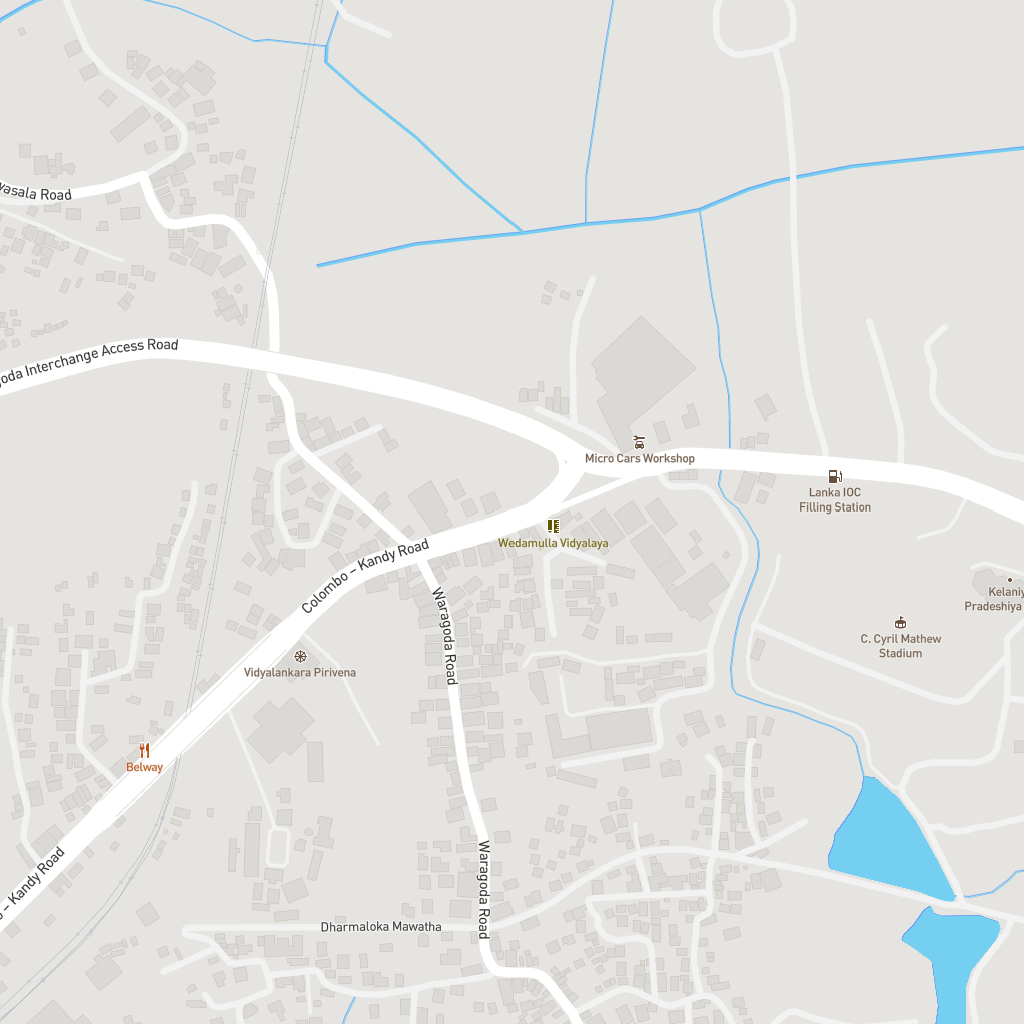 wasala Road
oda Interchange Access Road
Micro Cars Workshop
Lanka IOC
Filling Station
Wedamulla Vidyalaya
Colombo – Kandy Road
Waragoda Road
Kelaniy
Pradeshiya
C. Cyril Mathew
Stadium
Vidyalankara Pirivena
Belway
– Kandy Road
Waragoda Road
Dharmaloka Mawatha